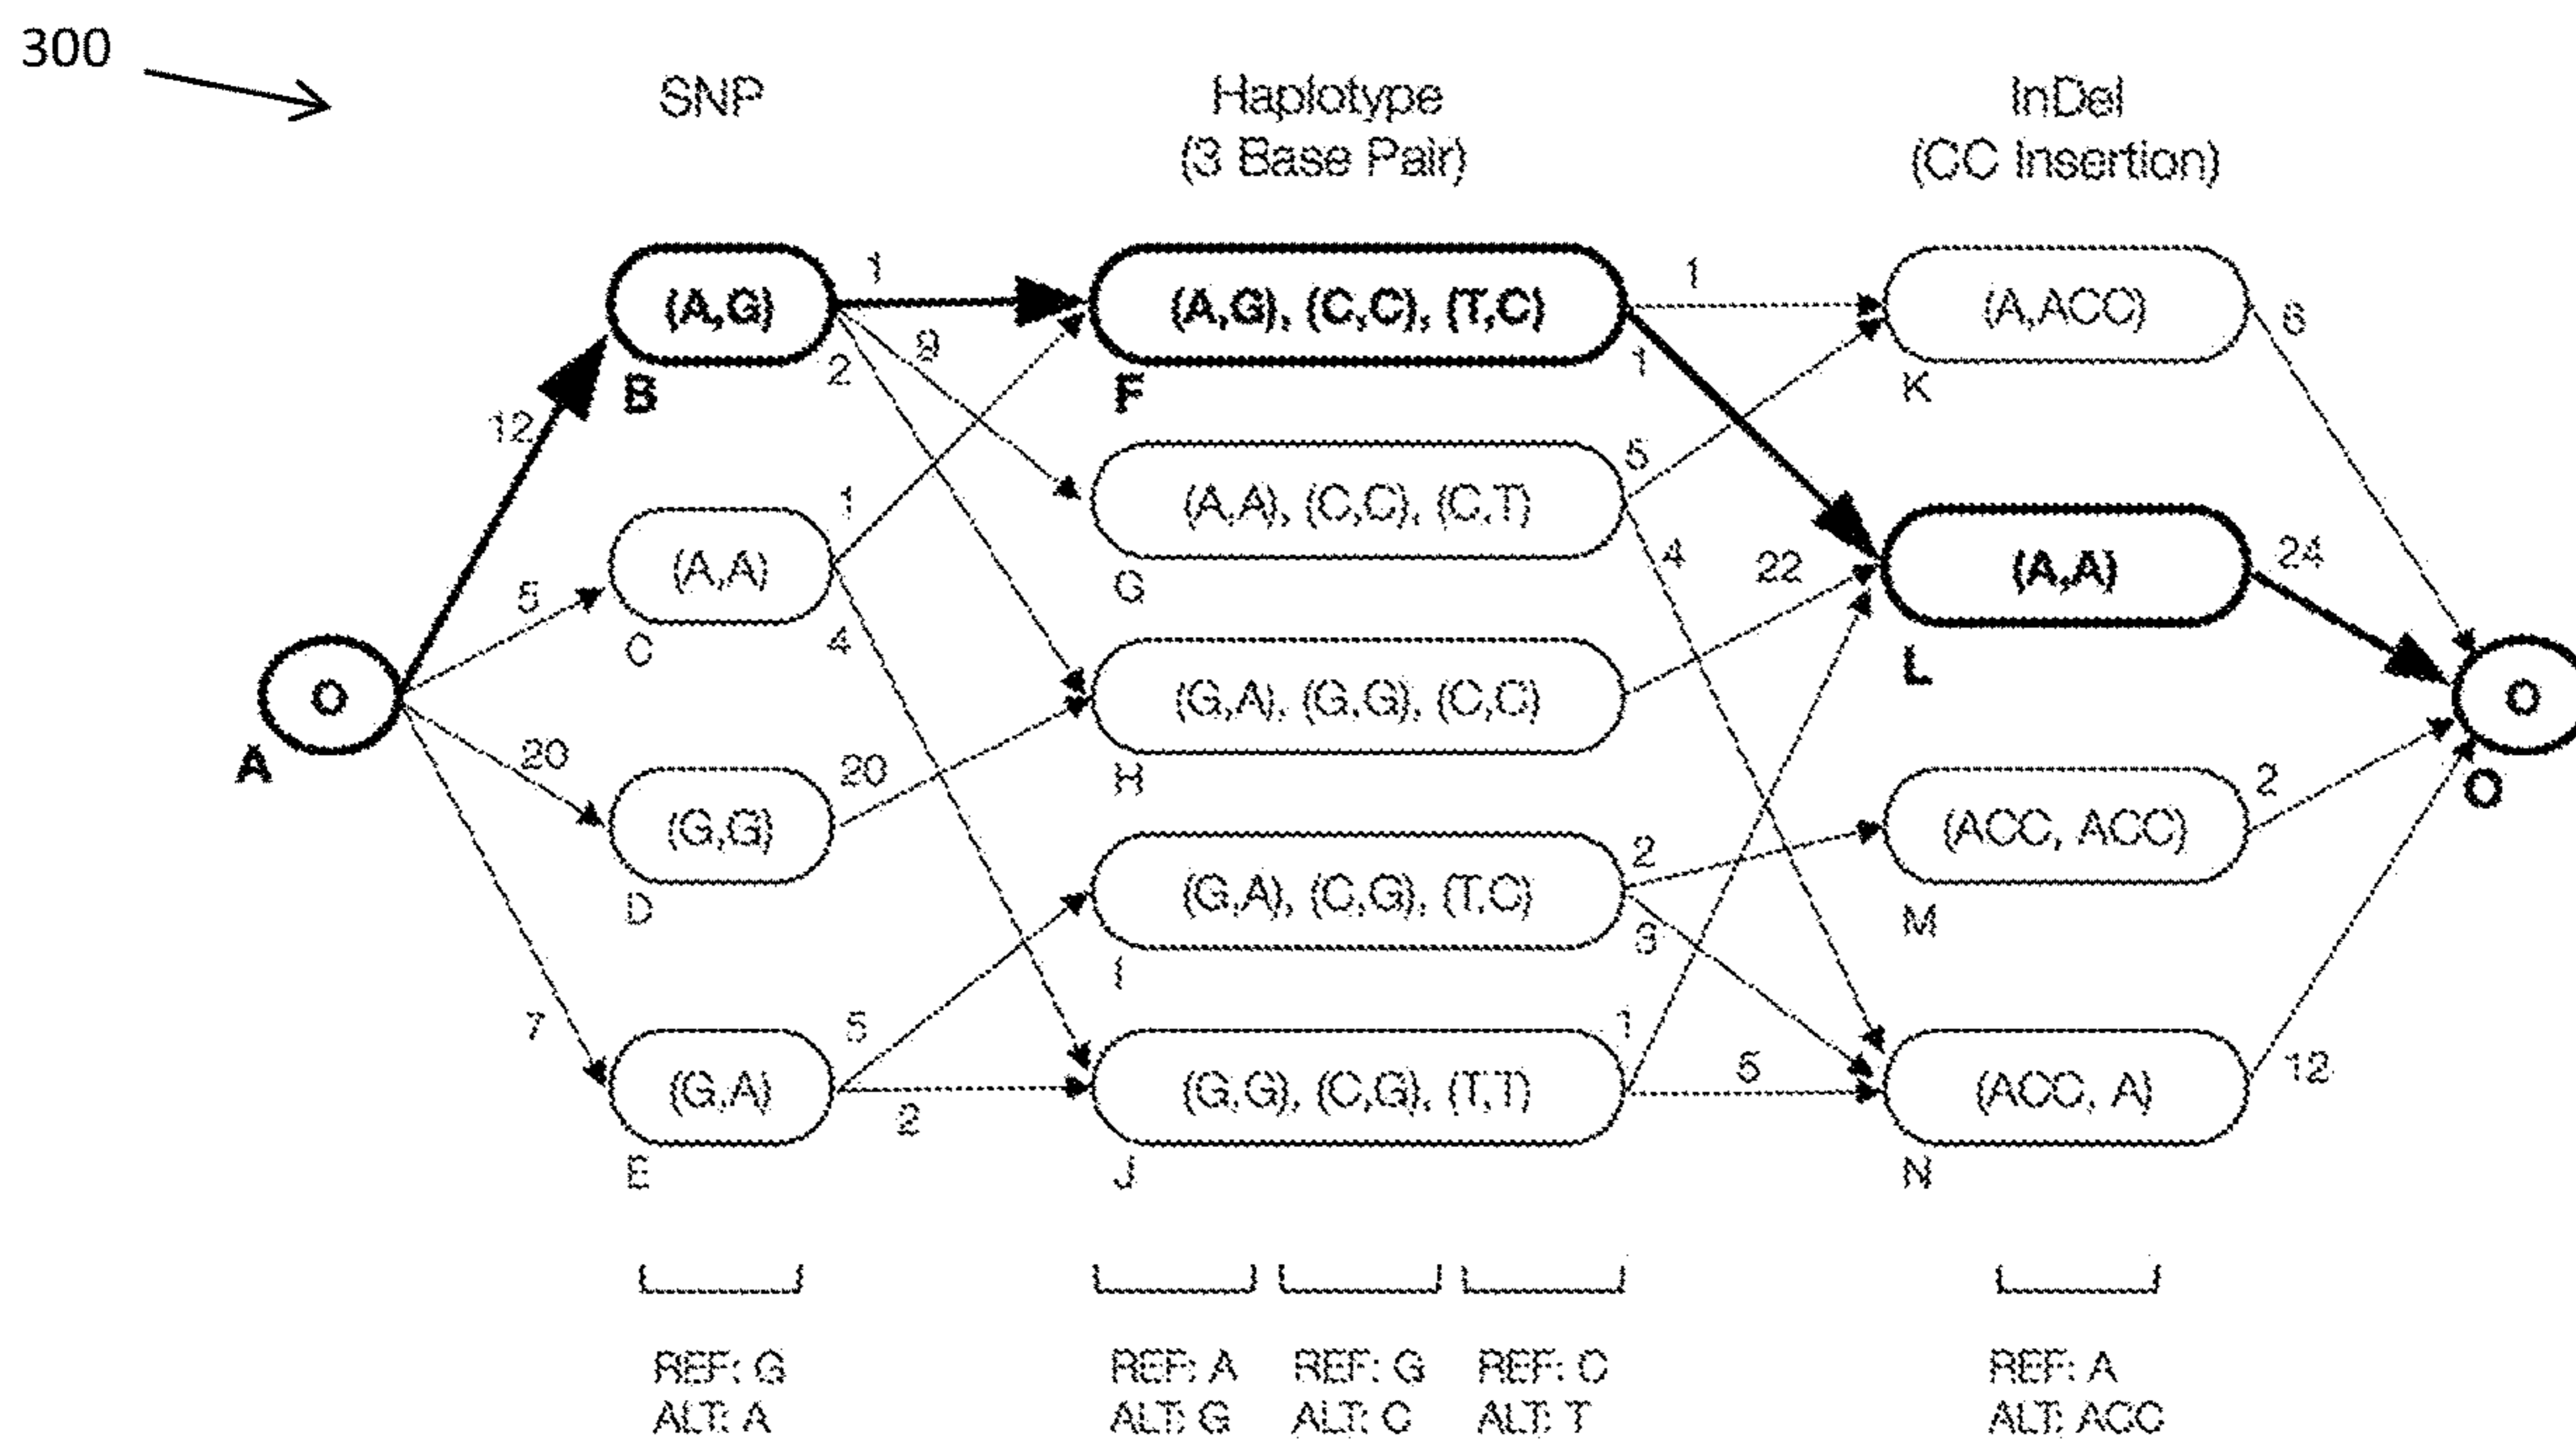 300
SNP
Haplotype
(3 Base Pair)
InDel
(CC Insertion)
1
1
(A,G)
(A,G), (C,C), (T,C)
(A,ACC)
6
9
2
1
B
F
K
12
5
1
(A,A), (C,C), (C,T)
4
22
24
(A,A)
G
(A,A)
5
C
4
L
O
(G,A), (G,G), (C,C)
O
A
20
20
H
2
O
(G,G)
(ACC, ACC)
D
(G,A), (C,G), (T,C)
2
M
3
I
7
5
1
5
12
(G,A)
2
(G,G), (C,G), (T,T)
(ACC, A)
E
J
N
REF: G
ALT: A
REF: A
ALT: G
REF: G
ALT: C
REF: C
ALT: T
REF: A
ALT: ACC